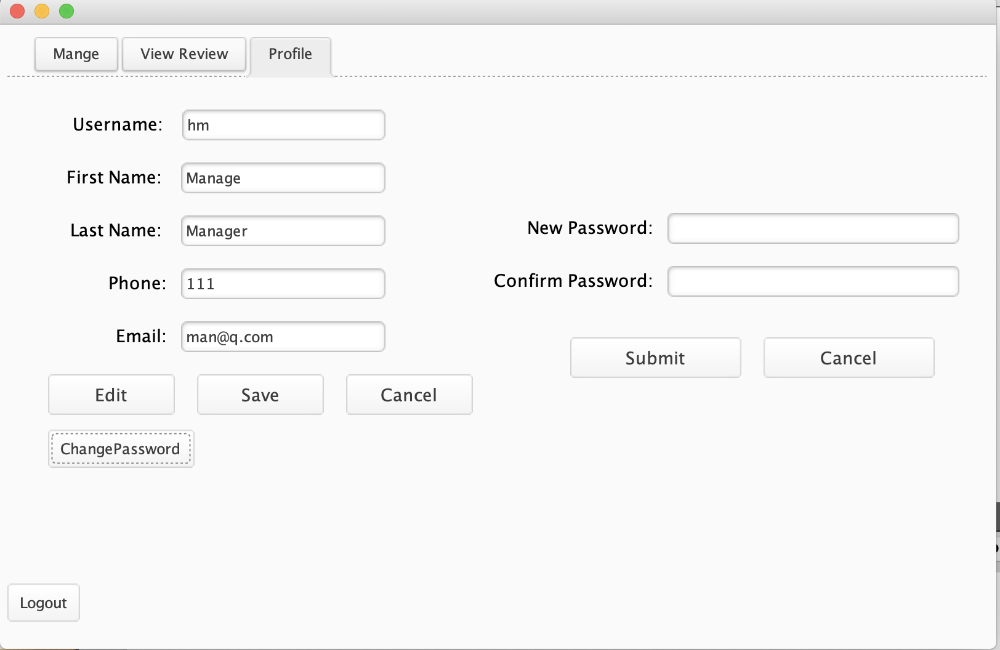 Mange
View Review
Profile
Username:
hm
First Name:
Manage
Last Name:
Manager
Phone:
111
Email:
man@q.com
Edit
Save
Cancel
ChangePassword
New Password:
Confirm Password:
Submit
Cancel
Logout